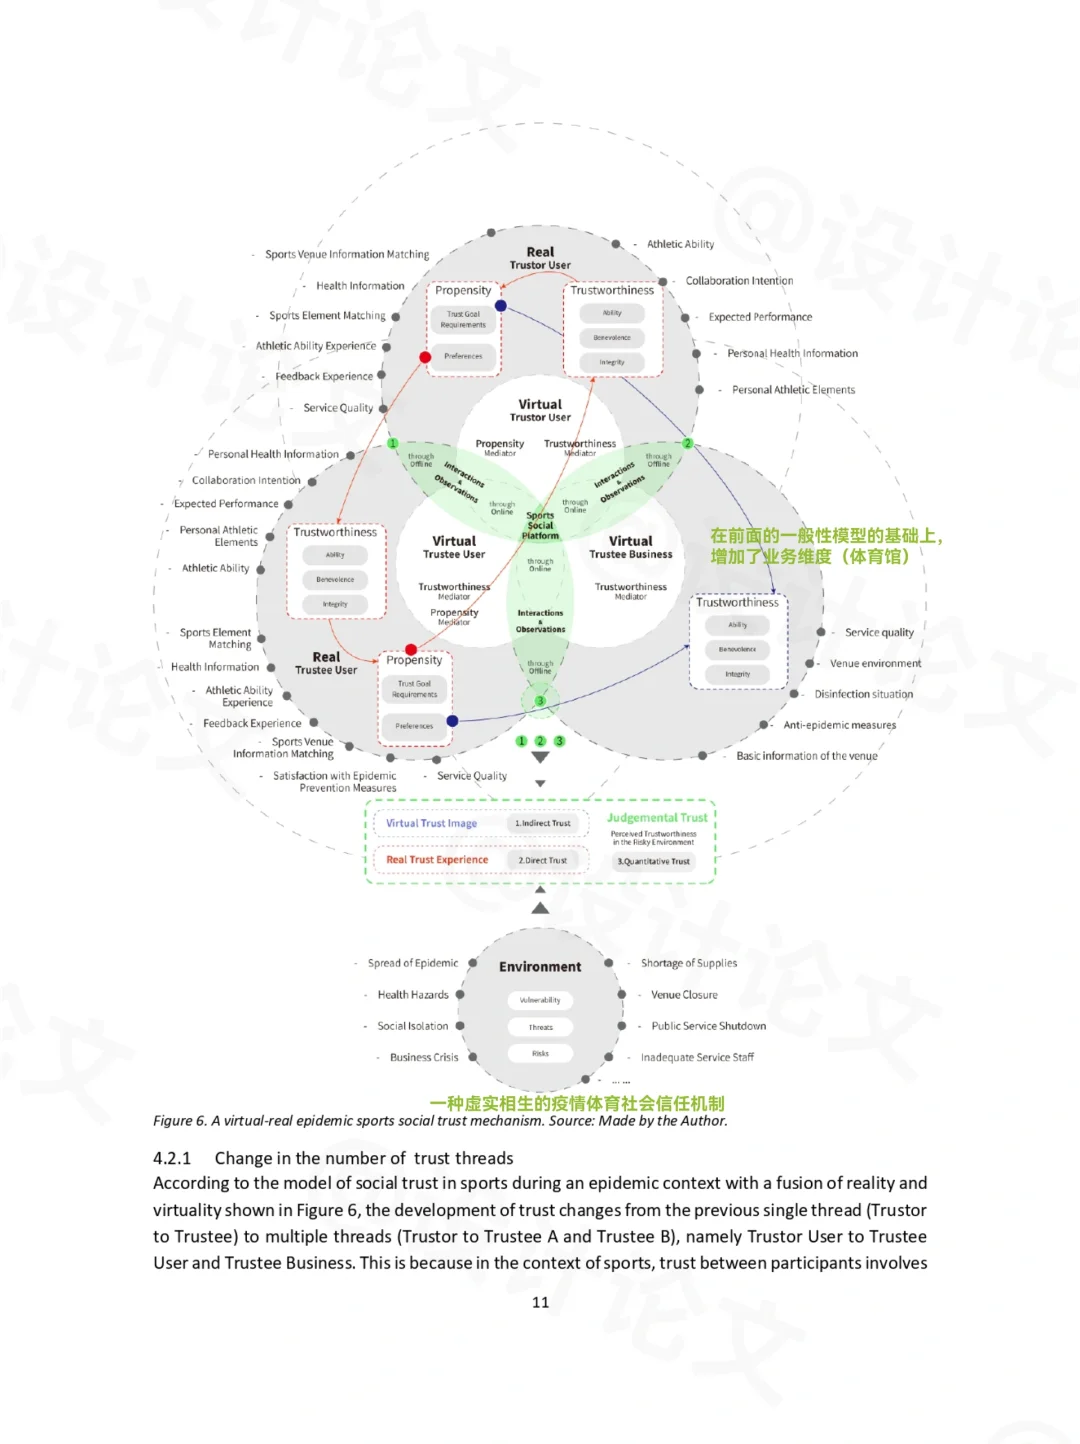 Real
Trustor User
- Sports Venue Information Matching
- Health Information
- Sports Element Matching
- Athletic Ability Experience
- Feedback Experience
- Service Quality
Propensity
Trust Goal
Requirements
Preferences
Trustworthiness
Ability
Benevolence
Integrity
- Athletic Ability
- Collaboration Intention
- Expected Performance
- Personal Health Information
- Personal Athletic Elements
Virtual
Trustor User
Propensity
Mediator
Trustworthiness
Mediator
1
2
through
Offline
Interactions
&
Observations
through
Online
through
Offline
Interactions
&
Observations
through
Online
Sports
Social
Platform
- Personal Health Information
- Collaboration Intention
- Expected Performance
- Personal Athletic
Elements
- Athletic Ability
- Sports Element
Matching
- Health Information
- Athletic Ability
Experience
- Feedback Experience
- Sports Venue
Information Matching
- Satisfaction with Epidemic
Prevention Measures
- Service Quality
Trustworthiness
Ability
Benevolence
Integrity
Real
Trustee User
Propensity
Trust Goal
Requirements
Preferences
Virtual
Trustee User
Trustworthiness
Mediator
Propensity
Mediator
Virtual
Trustee Business
Trustworthiness
Mediator
through
Online
Interactions
&
Observations
through
Offline
3
在前面的一般性模型的基础上，
增加了业务维度（体育馆）
Trustworthiness
Ability
Benevolence
Integrity
- Service quality
- Venue environment
- Disinfection situation
- Anti-epidemic measures
- Basic information of the venue
1 2 3
Virtual Trust Image
1.Indirect Trust
Real Trust Experience
2.Direct Trust
Judgemental Trust
Perceived Trustworthiness
in the Risky Environment
3.Quantitative Trust
Environment
Vulnerability
Threats
Risks
- Spread of Epidemic
- Health Hazards
- Social Isolation
- Business Crisis
- Shortage of Supplies
- Venue Closure
- Public Service Shutdown
- Inadequate Service Staff
- ... ...
一种虚实相生的疫情体育社会信任机制
Figure 6. A virtual-real epidemic sports social trust mechanism. Source: Made by the Author.
4.2.1 Change in the number of trust threads
According to the model of social trust in sports during an epidemic context with a fusion of reality and
virtuality shown in Figure 6, the development of trust changes from the previous single thread (Trustor
to Trustee) to multiple threads (Trustor to Trustee A and Trustee B), namely Trustor User to Trustee
User and Trustee Business. This is because in the context of sports, trust between participants involves
11
@设计论文